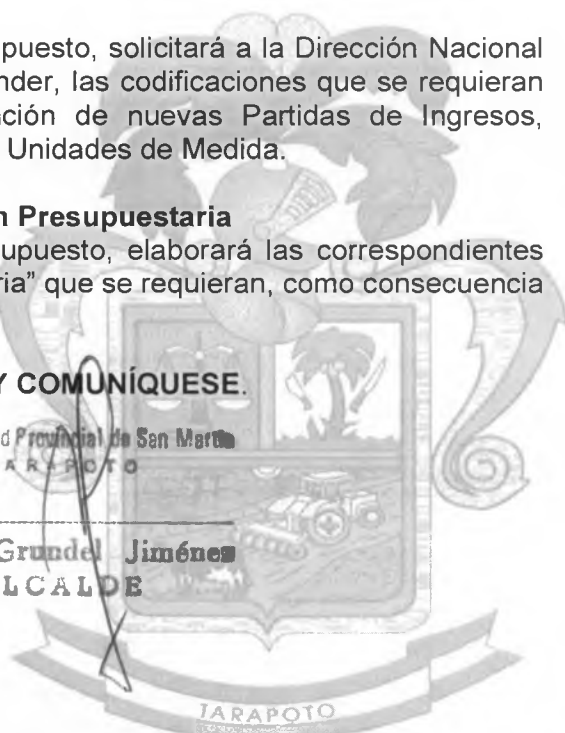 puesto, solicitará a la Dirección Nacional
nder, las codificaciones que se requieran
ción de nuevas Partidas de Ingresos,
Unidades de Medida.
n Presupuestaria
supuesto, elaborará las correspondientes
ria" que se requieran, como consecuencia
Y COMUNÍQUESE.
d Provincial de San Martín
ARAPOTO
Grundel Jiménez
LCALDE
TARAPOTO